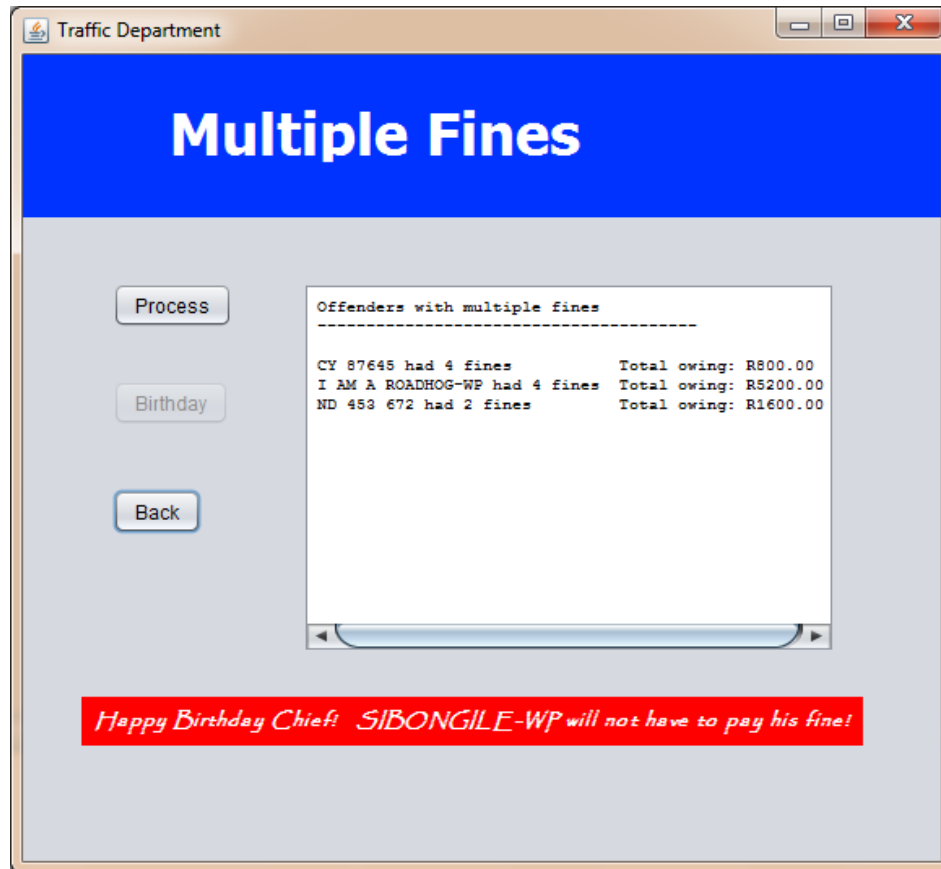 Traffic Department
Multiple Fines
Process
Birthday
Back
Offenders with multiple fines
---------------------------------------
CY 87645 had 4 fines Total owing: R800.00
I AM A ROADHOG-WP had 4 fines Total owing: R5200.00
ND 453 672 had 2 fines Total owing: R1600.00
Happy Birthday Chief! SIBONGILE-WP will not have to pay his fine!